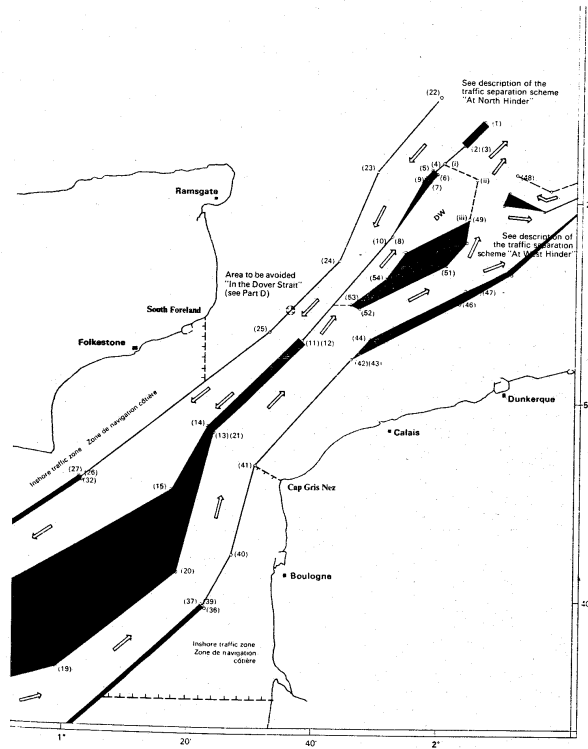 See description of the
traffic separation scheme
"At North Hinder"
(22)
(1)
(2) (3)
(4)
(i)
(5)
(6)
(9)
(7)
(ii)
(48)
(23)
Ramsgate
DW
(iii)
(49)
(10)
(8)
See description of
the traffic separation
scheme "At West Hinder"
(24)
Area to be avoided
"In the Dover Strait"
(see Part D)
(51)
(54)
(53)
(52)
(47)
(46)
South Foreland
(25)
Folkestone
(11) (12)
(44)
(42) (43)
Dunkerque
(14)
(13) (21)
Calais
Inshore traffic zone Zone de navigation côtière
(41)
(27) (26)
(32)
(15)
Cap Gris Nez
(40)
(20)
Boulogne
(37) (39)
(36)
Inshore traffic zone
Zone de navigation
côtière
(19)
1°
20'
40'
2°